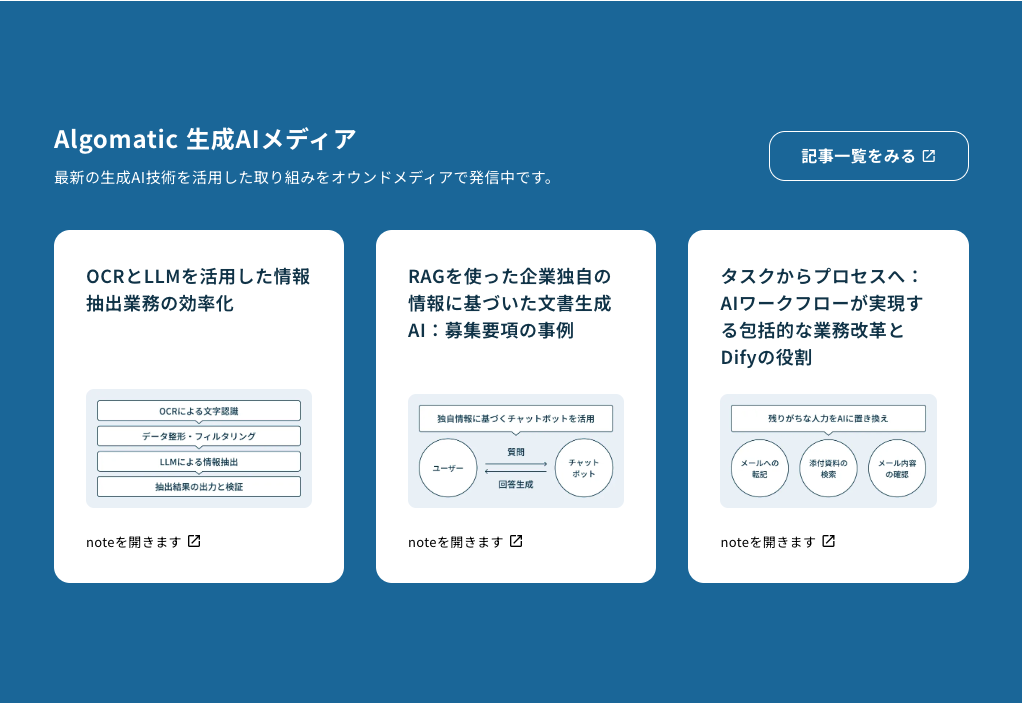 Algomatic 生成AIメディア
最新の生成AI技術を活用した取り組みをオウンドメディアで発信中です。
記事一覧をみる
OCRとLLMを活用した情報
抽出業務の効率化
OCRによる文字認識
データ整形・フィルタリング
LLMによる情報抽出
抽出結果の出力と検証
noteを開きます
RAGを使った企業独自の
情報に基づいた文書生成
AI：募集要項の事例
独自情報に基づくチャットボットを活用
ユーザー
質問
回答生成
チャット
ボット
noteを開きます
タスクからプロセスへ：
AIワークフローが実現す
る包括的な業務改革と
Difyの役割
残りがちな人力をAIに置き換え
メールへの
転記
添付資料の
検索
メール内容
の確認
noteを開きます